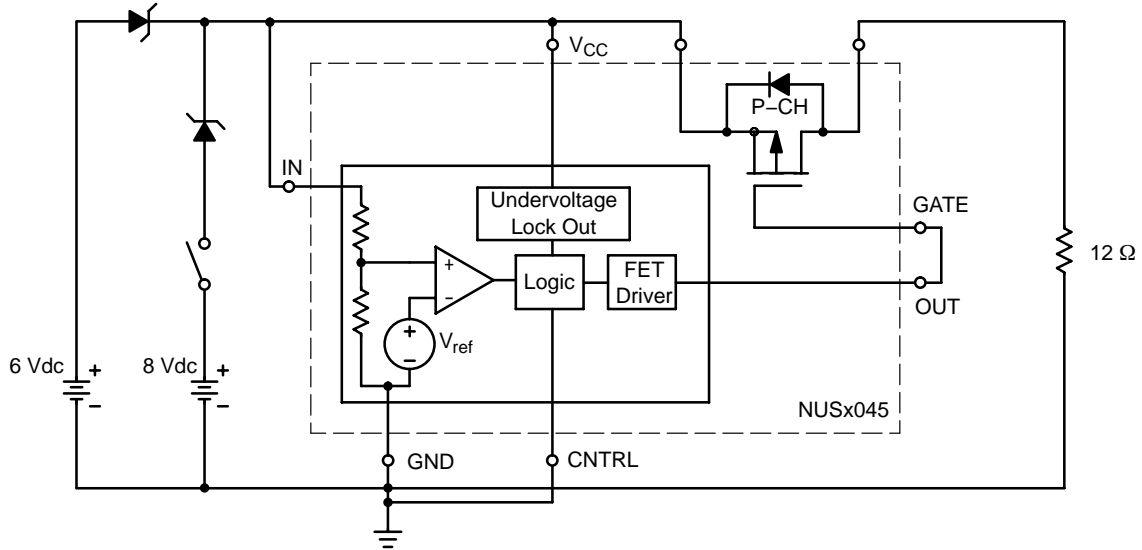 V_CC
P–CH
IN
Undervoltage
Lock Out
GATE
+
–
Logic
FET
Driver
12 Ω
OUT
+
–
V_ref
6 Vdc
+
–
8 Vdc
+
–
NUSx045
GND
CNTRL